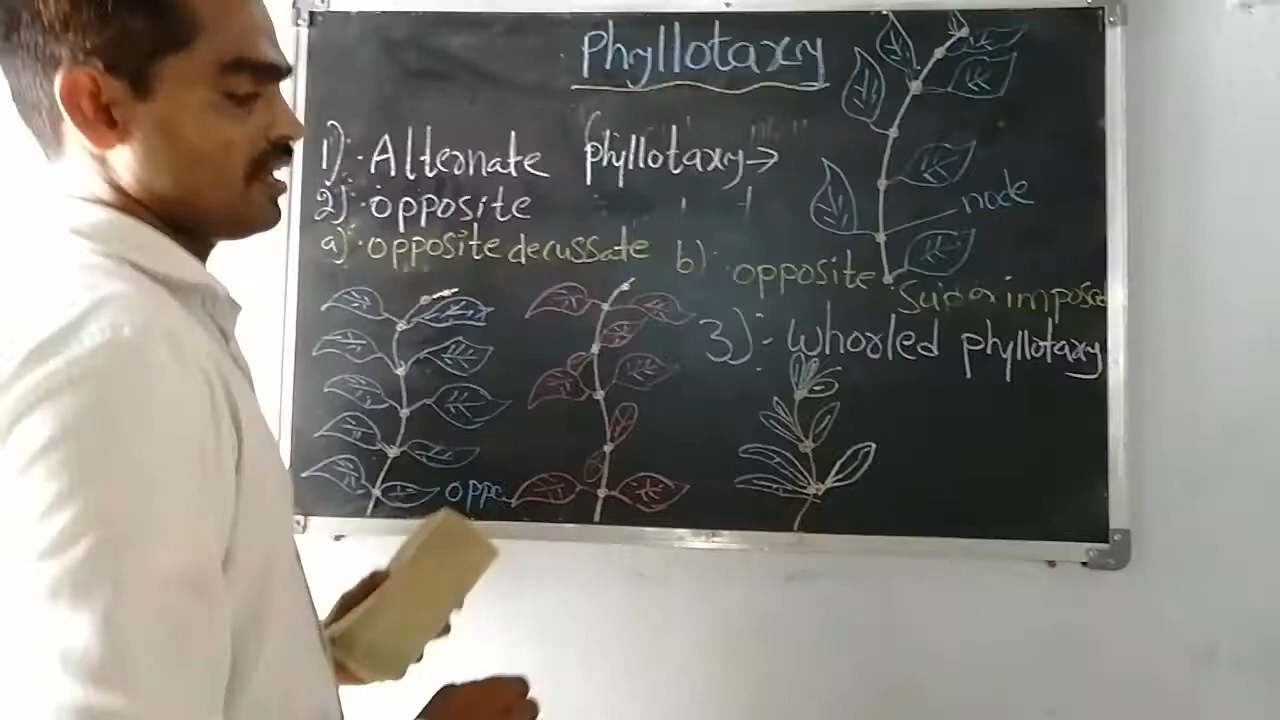 Phyllotaxy
1) Alternate phyllotaxy →
2) opposite
a) opposite decussate
b) opposite Superimposed
node
3) Whorled phyllotaxy
oppo